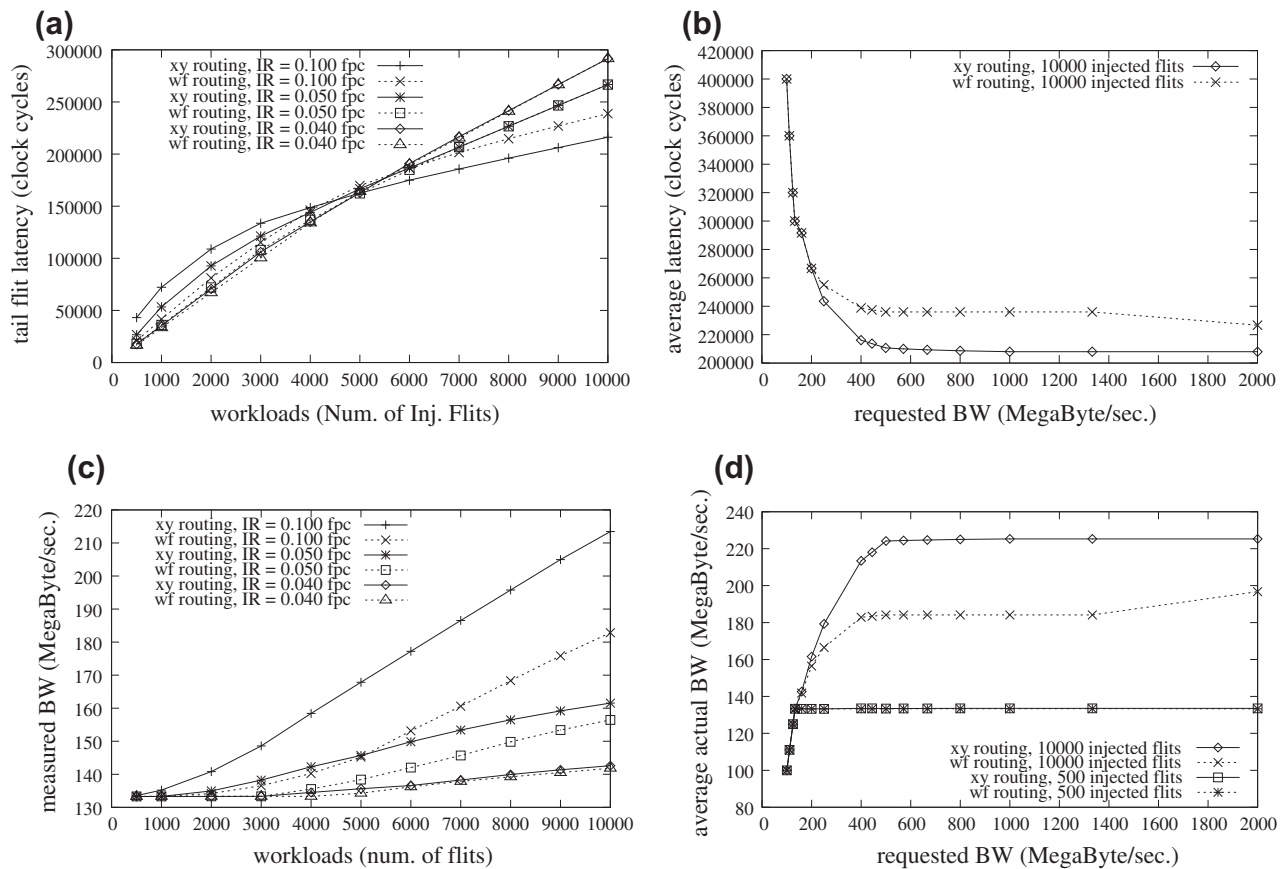 (a)
tail flit latency (clock cycles)
300000
250000
200000
150000
100000
50000
0
xy routing, IR = 0.100 fpc
wf routing, IR = 0.100 fpc
xy routing, IR = 0.050 fpc
wf routing, IR = 0.050 fpc
xy routing, IR = 0.040 fpc
wf routing, IR = 0.040 fpc
0 1000 2000 3000 4000 5000 6000 7000 8000 9000 10000
workloads (Num. of Inj. Flits)
(b)
average latency (clock cycles)
420000
400000
380000
360000
340000
320000
300000
280000
260000
240000
220000
200000
xy routing, 10000 injected flits
wf routing, 10000 injected flits
0 200 400 600 800 1000 1200 1400 1600 1800 2000
requested BW (MegaByte/sec.)
(c)
measured BW (MegaByte/sec.)
220
210
200
190
180
170
160
150
140
130
xy routing, IR = 0.100 fpc
wf routing, IR = 0.100 fpc
xy routing, IR = 0.050 fpc
wf routing, IR = 0.050 fpc
xy routing, IR = 0.040 fpc
wf routing, IR = 0.040 fpc
0 1000 2000 3000 4000 5000 6000 7000 8000 9000 10000
workloads (num. of flits)
(d)
average actual BW (MegaByte/sec.)
240
220
200
180
160
140
120
100
80
xy routing, 10000 injected flits
wf routing, 10000 injected flits
xy routing, 500 injected flits
wf routing, 500 injected flits
0 200 400 600 800 1000 1200 1400 1600 1800 2000
requested BW (MegaByte/sec.)